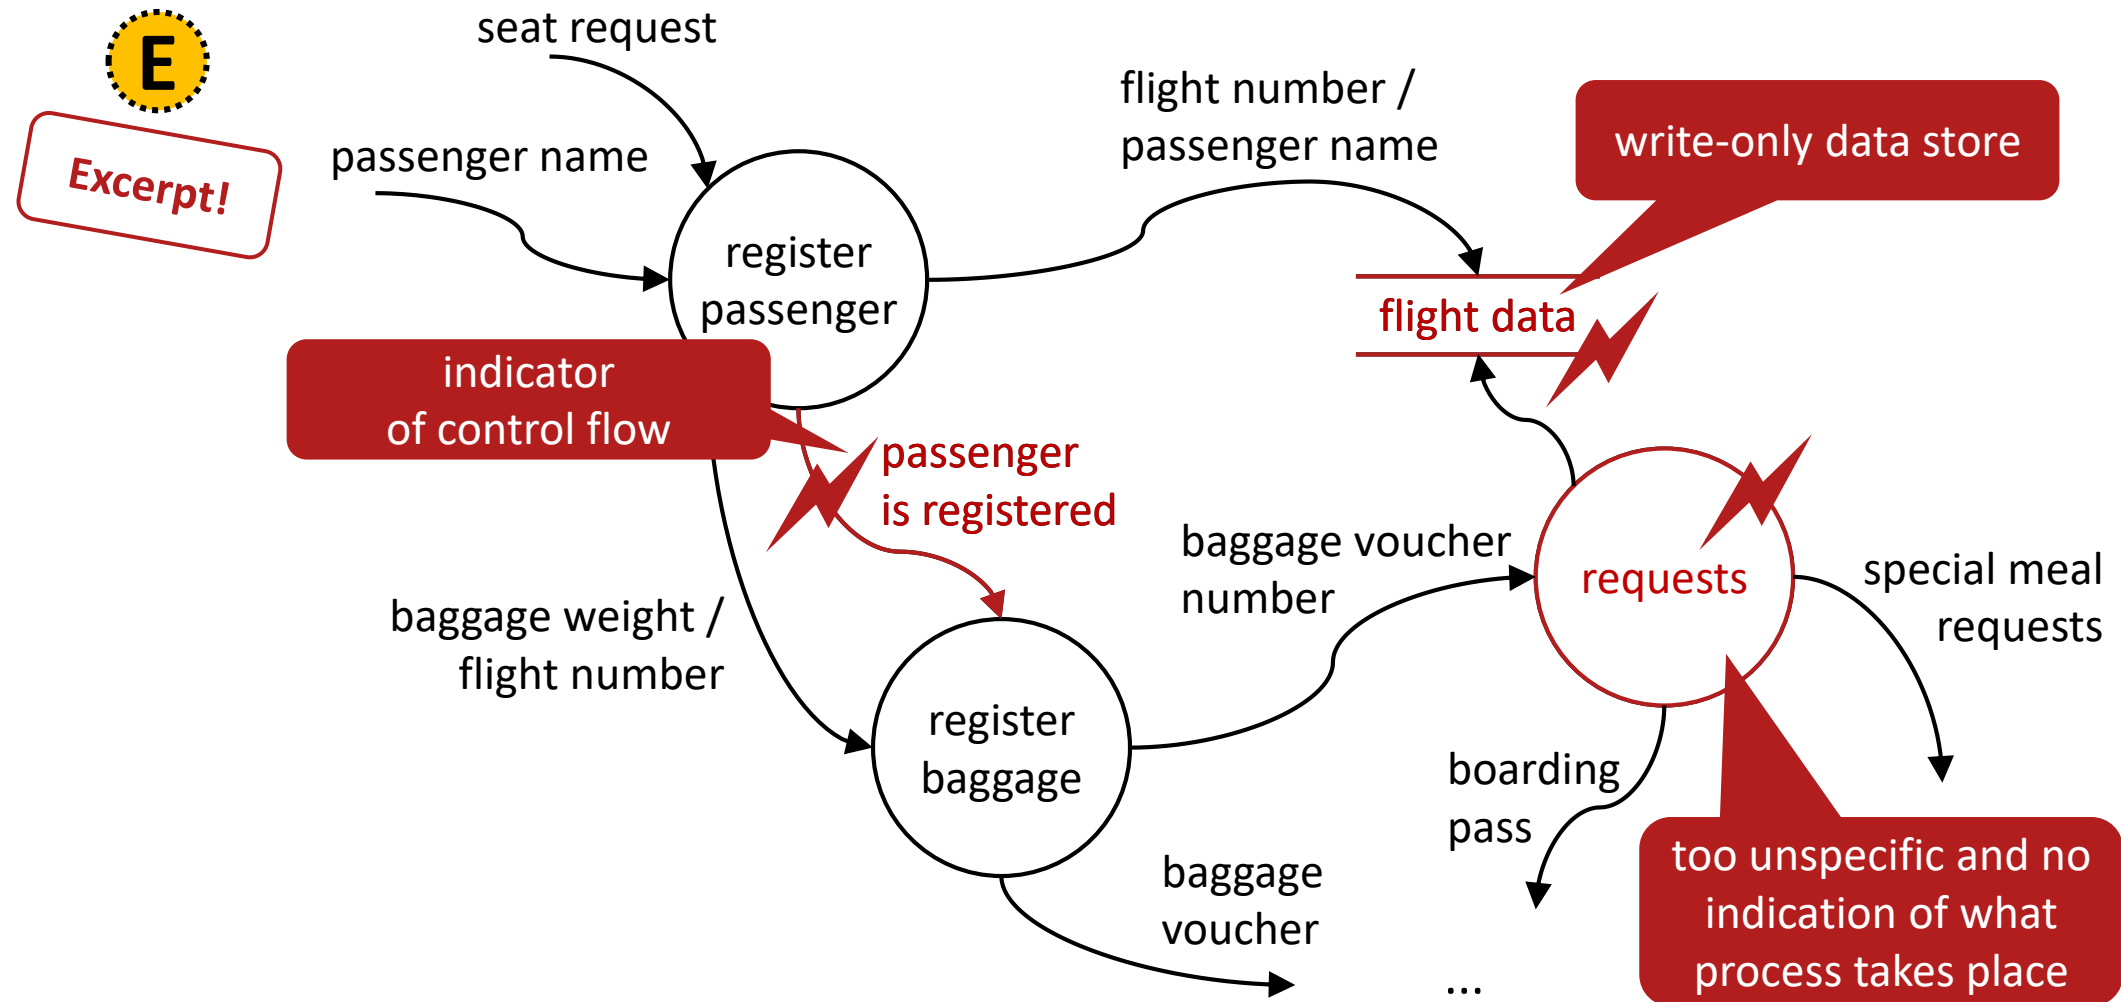 E
Excerpt!
seat request
passenger name
flight number /
passenger name
write-only data store
register
passenger
flight data
indicator
of control flow
passenger
is registered
baggage voucher
number
requests
special meal
requests
baggage weight /
flight number
register
baggage
boarding
pass
baggage
voucher
...
too unspecific and no
indication of what
process takes place